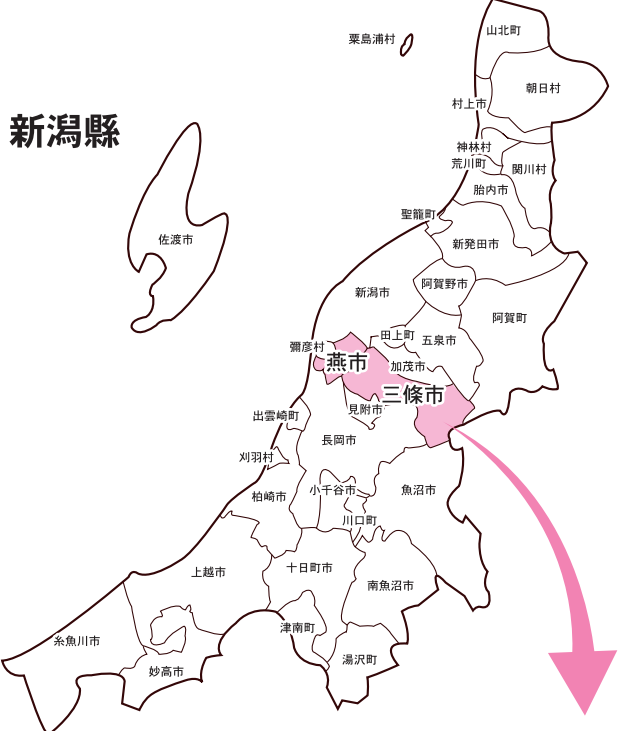 山北町
粟島浦村
朝日村
村上市
新潟縣
神林村
荒川町
関川村
胎内市
聖籠町
佐渡市
新発田市
阿賀野市
新潟市
阿賀町
田上町
五泉市
彌彦村
燕市
加茂市
三條市
見附市
出雲崎町
長岡市
刈羽村
小千谷市
魚沼市
柏崎市
川口町
十日町市
上越市
南魚沼市
津南町
糸魚川市
湯沢町
妙高市